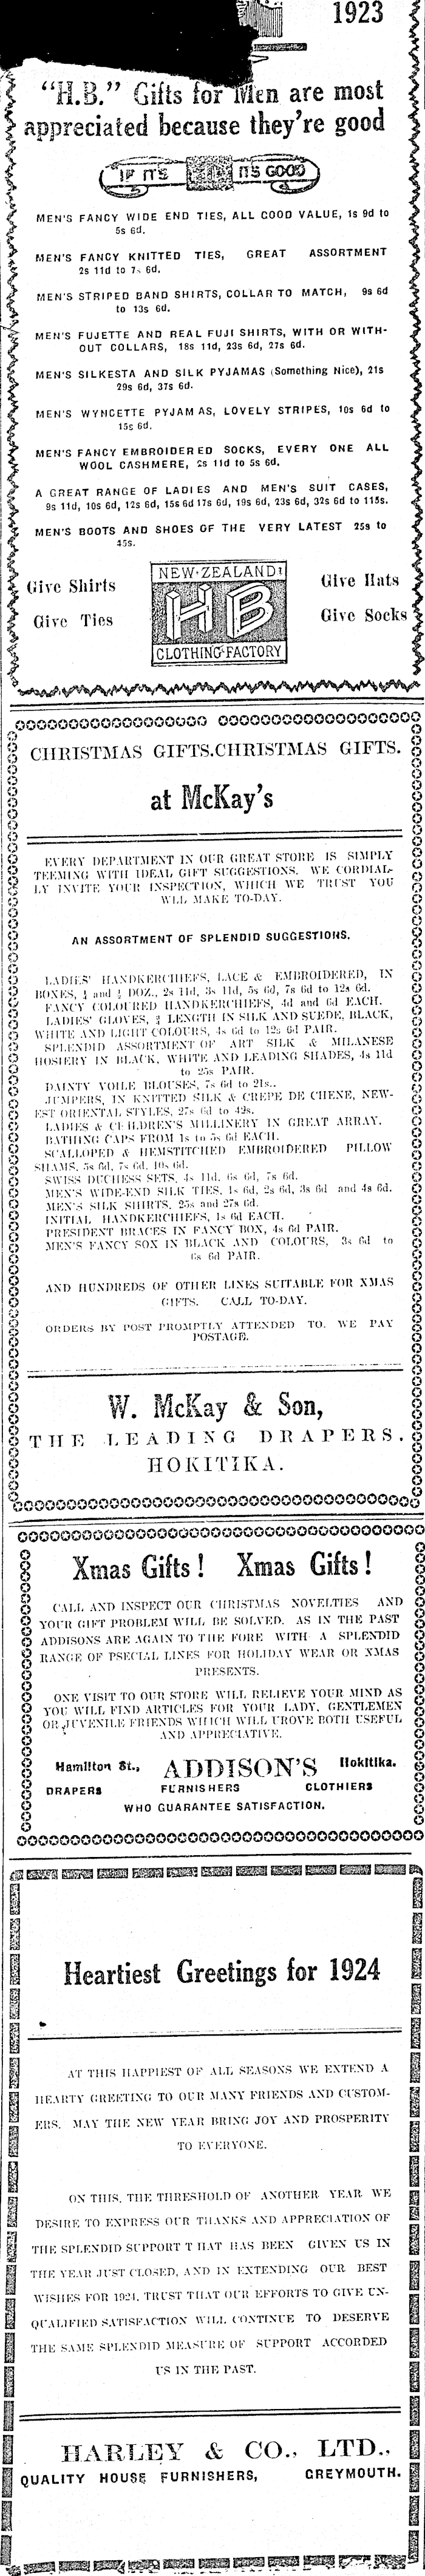 1923
"H.B." Gifts for Men are most
appreciated because they're good
IF IT'S HB IT'S GOOD
MEN'S FANCY WIDE END TIES, ALL GOOD VALUE, 1s 9d to
5s 6d.
MEN'S FANCY KNITTED TIES, GREAT ASSORTMENT
2s 11d to 7s 6d.
MEN'S STRIPED BAND SHIRTS, COLLAR TO MATCH, 9s 6d
to 13s 6d.
MEN'S FUJETTE AND REAL FUJI SHIRTS, WITH OR WITH-
OUT COLLARS, 18s 11d, 23s 6d, 27s 6d.
MEN'S SILKESTA AND SILK PYJAMAS (Something Nice), 21s
29s 6d, 37s 6d.
MEN'S WYNCETTE PYJAMAS, LOVELY STRIPES, 10s 6d to
15s 6d.
MEN'S FANCY EMBROIDERED SOCKS, EVERY ONE ALL
WOOL CASHMERE, 2s 11d to 5s 6d.
A GREAT RANGE OF LADIES AND MEN'S SUIT CASES,
9s 11d, 10s 6d, 12s 6d, 15s 6d 17s 6d, 19s 6d, 23s 6d, 32s 6d to 115s.
MEN'S BOOTS AND SHOES OF THE VERY LATEST 25s to
45s.
Give Shirts
Give Ties
NEW·ZEALAND
HB
CLOTHING FACTORY
Give Hats
Give Socks
CHRISTMAS GIFTS.CHRISTMAS GIFTS.
at McKay's
EVERY DEPARTMENT IN OUR GREAT STORE IS SIMPLY
TEEMING WITH IDEAL GIFT SUGGESTIONS. WE CORDIAL-
LY INVITE YOUR INSPECTION, WHICH WE TRUST YOU
WLL MAKE TO-DAY.
AN ASSORTMENT OF SPLENDID SUGGESTIONS.
LADIES' HANDKERCHIEFS, LACE & EMBROIDERED, IN
BOXES, ¼ and ½ DOZ., 2s 11d, 3s 11d, 5s 6d, 7s 6d to 12s 6d.
FANCY COLOURED HANDKERCHIEFS, 4d and 6d EACH.
LADIES' GLOVES, ¾ LENGTH IN SILK AND SUEDE, BLACK,
WHITE AND LIGHT COLOURS, 4s 6d to 12s 6d PAIR.
SPLENDID ASSORTMENT OF ART SILK & MILANESE
HOSIERY IN BLACK, WHITE AND LEADING SHADES, 4s 11d
to 25s PAIR.
DAINTY VOILE BLOUSES, 7s 6d to 21s..
JUMPERS, IN KNITTED SILK & CREPE DE CHENE, NEW-
EST ORIENTAL STYLES, 27s 6d to 42s.
LADIES & CHILDREN'S MILLINERY IN GREAT ARRAY.
BATHING CAPS FROM 1s to 5s 6d EACH.
SCALLOPED & HEMSTITCHED EMBROIDERED PILLOW
SHAMS, 5s 6d, 7s 6d, 10s 6d.
SWISS DUCHESS SETS, 4s 11d, 6s 6d, 7s 6d.
MEN'S WIDE-END SILK TIES, 1s 6d, 2s 6d, 3s 6d and 4s 6d.
MEN'S SILK SHIRTS, 25s and 27s 6d.
INITIAL HANDKERCHIEFS, 1s 6d EACH.
PRESIDENT BRACES IN FANCY BOX, 4s 6d PAIR.
MEN'S FANCY SOX IN BLACK AND COLOURS, 3s 6d to
6s 6d PAIR.
AND HUNDREDS OF OTHER LINES SUITABLE FOR XMAS
GIFTS. CALL TO-DAY.
ORDERS BY POST PROMPTLY ATTENDED TO. WE PAY
POSTAGE.
W. McKay & Son,
THE LEADING DRAPERS.
HOKITIKA.
Xmas Gifts! Xmas Gifts!
CALL AND INSPECT OUR CHRISTMAS NOVELTIES AND
YOUR GIFT PROBLEM WILL BE SOLVED. AS IN THE PAST
ADDISONS ARE AGAIN TO THE FORE WITH A SPLENDID
RANGE OF PSECIAL LINES FOR HOLIDAY WEAR OR XMAS
PRESENTS.
ONE VISIT TO OUR STORE WILL RELIEVE YOUR MIND AS
YOU WILL FIND ARTICLES FOR YOUR LADY, GENTLEMEN
OR JUVENILE FRIENDS WHICH WILL PROVE BOTH USEFUL
AND APPRECIATIVE.
Hamilton St., ADDISON'S Hokitika.
DRAPERS FURNISHERS CLOTHIERS
WHO GUARANTEE SATISFACTION.
Heartiest Greetings for 1924
AT THIS HAPPIEST OF ALL SEASONS WE EXTEND A
HEARTY GREETING TO OUR MANY FRIENDS AND CUSTOM-
ERS. MAY THE NEW YEAR BRING JOY AND PROSPERITY
TO EVERYONE.
ON THIS, THE THRESHOLD OF ANOTHER YEAR WE
DESIRE TO EXPRESS OUR THANKS AND APPRECIATION OF
THE SPLENDID SUPPORT T HAT HAS BEEN GIVEN US IN
THE YEAR JUST CLOSED, AND IN EXTENDING OUR BEST
WISHES FOR 1924, TRUST THAT OUR EFFORTS TO GIVE UN-
QUALIFIED SATISFACTION WILL CONTINUE TO DESERVE
THE SAME SPLENDID MEASURE OF SUPPORT ACCORDED
US IN THE PAST.
HARLEY & CO., LTD.,
QUALITY HOUSE FURNISHERS, GREYMOUTH.